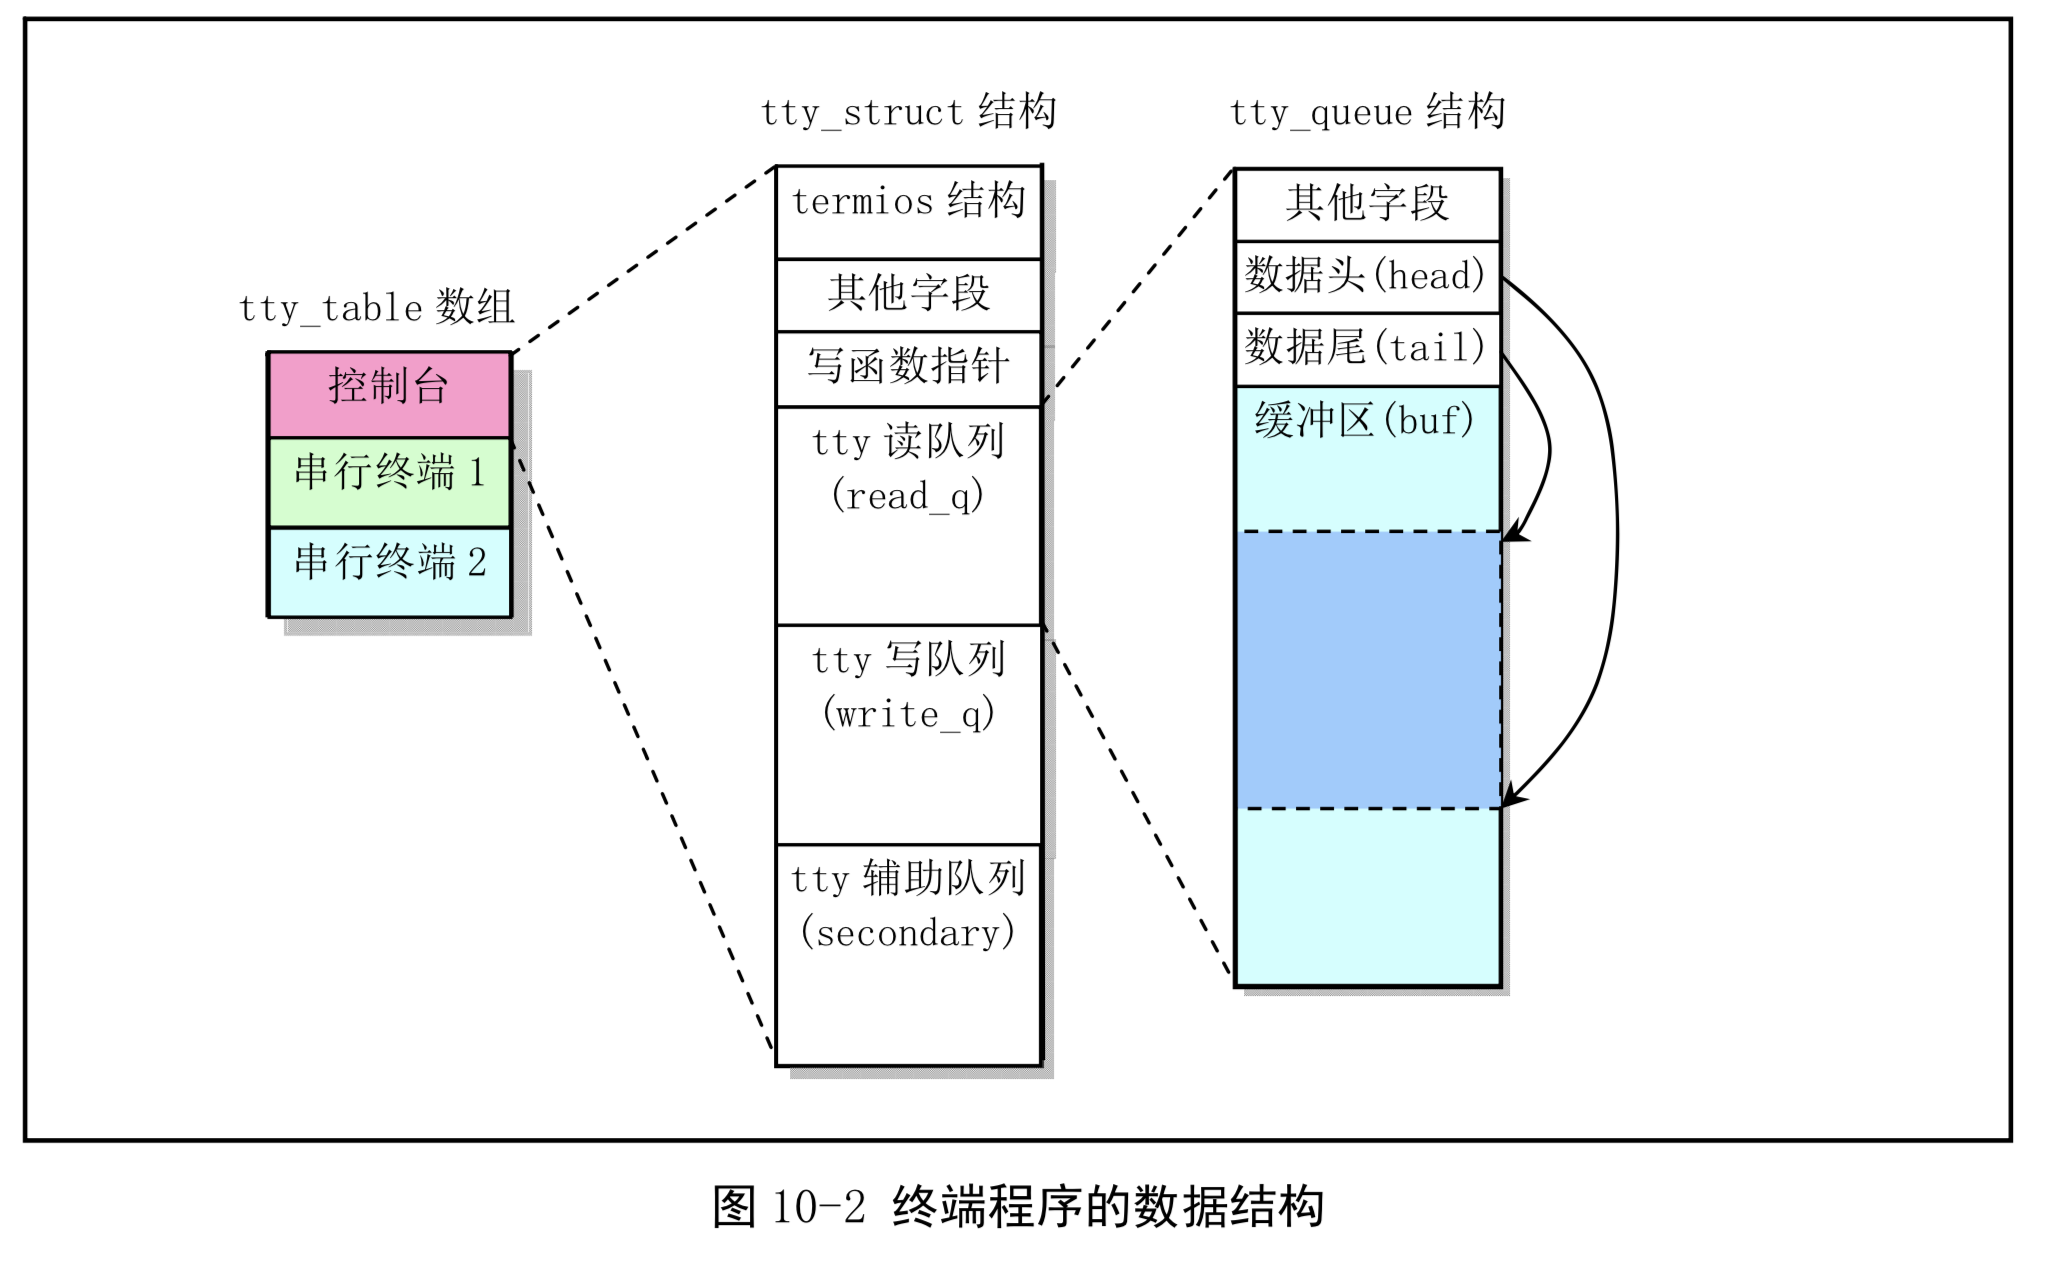 tty_struct 结构
tty_queue 结构
termios 结构
其他字段
写函数指针
tty 读队列
(read_q)
tty 写队列
(write_q)
tty 辅助队列
(secondary)
其他字段
数据头(head)
数据尾(tail)
缓冲区(buf)
tty_table 数组
控制台
串行终端 1
串行终端 2
图 10-2 终端程序的数据结构